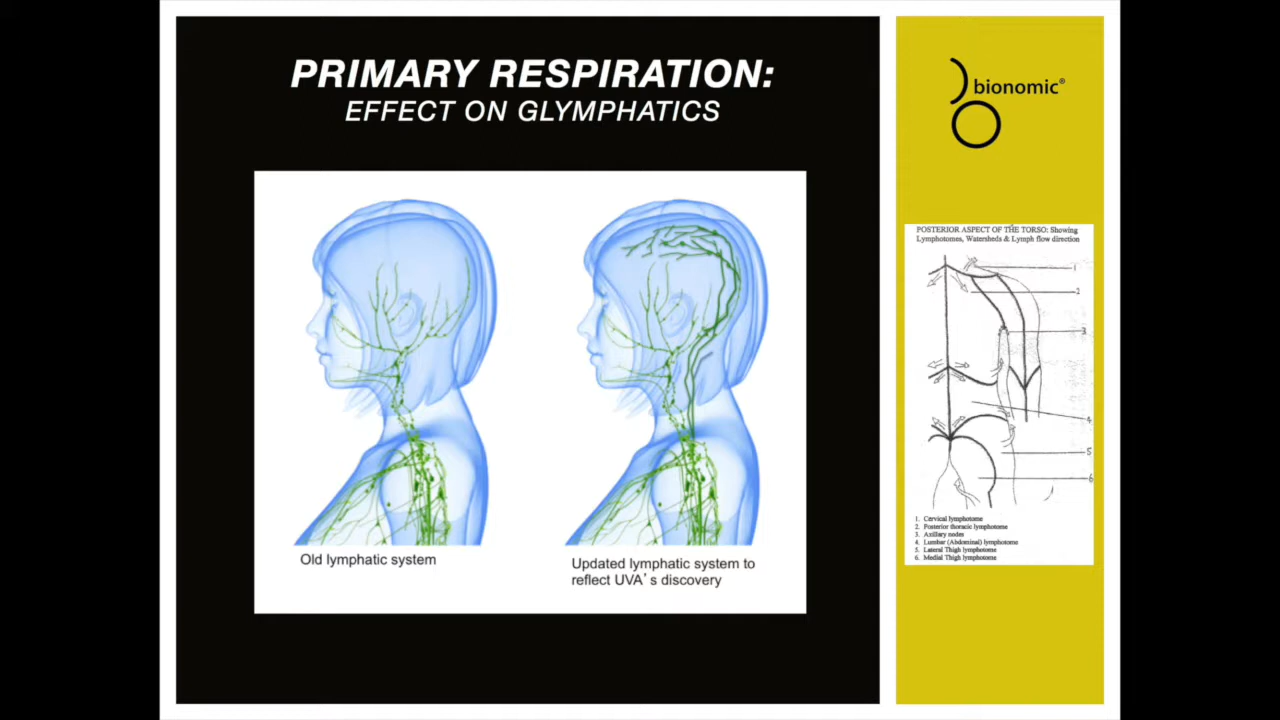 PRIMARY RESPIRATION:
EFFECT ON GLYMPHATICS
Old lymphatic system
Updated lymphatic system to
reflect UVA's discovery
bionomic®
POSTERIOR ASPECT OF THE TORSO: Showing
Lymphotomes, Watersheds & Lymph flow direction
1
2
3
4
5
6
1. Cervical lymphotome
2. Posterior thoracic lymphotome
3. Axillary nodes
4. Lumbar (Abdominal) lymphotome
5. Lateral Thigh lymphotome
6. Medial Thigh lymphotome